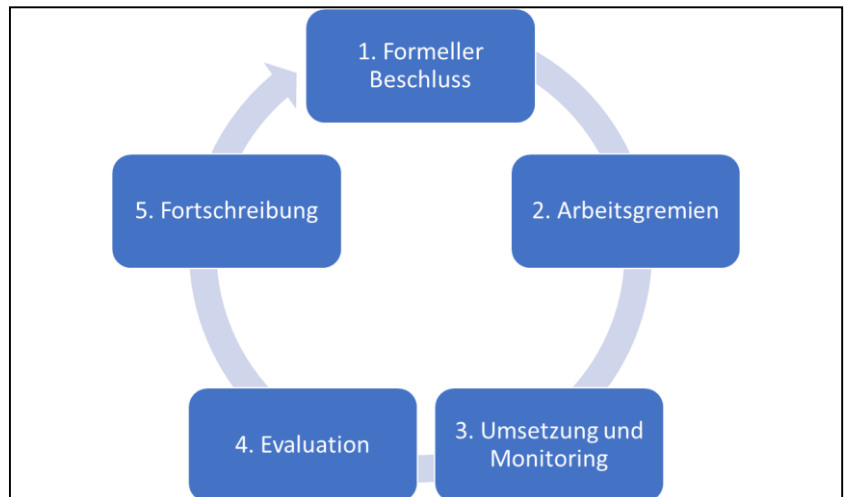 1. Formeller
Beschluss
2. Arbeitsgremien
3. Umsetzung und
Monitoring
4. Evaluation
5. Fortschreibung